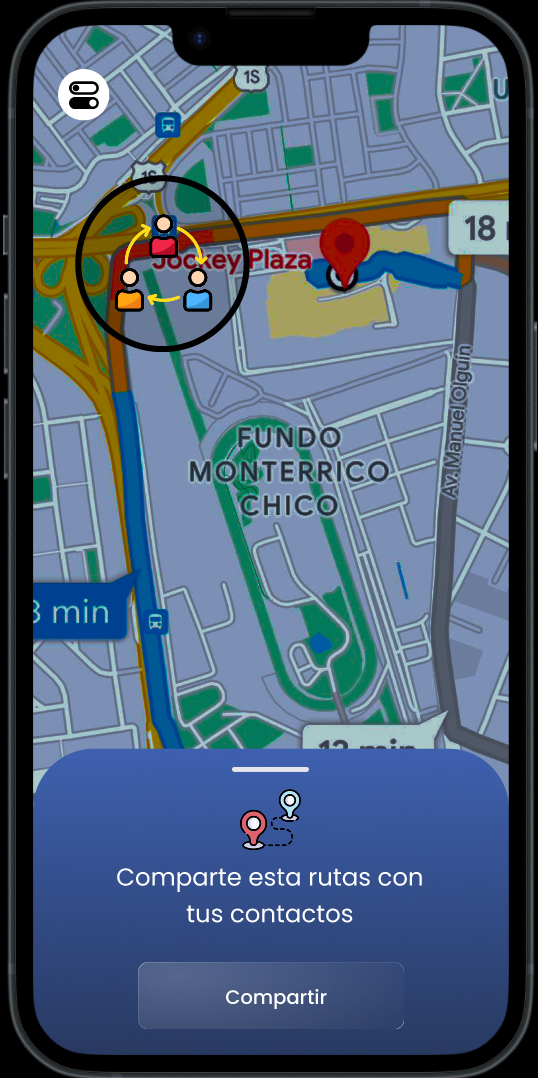 1S
U
1S
18
Jockey Plaza
Av. Manuel Olguín
FUNDO
MONTERRICO
CHICO
3 min
12 min
Comparte esta rutas con
tus contactos
Compartir